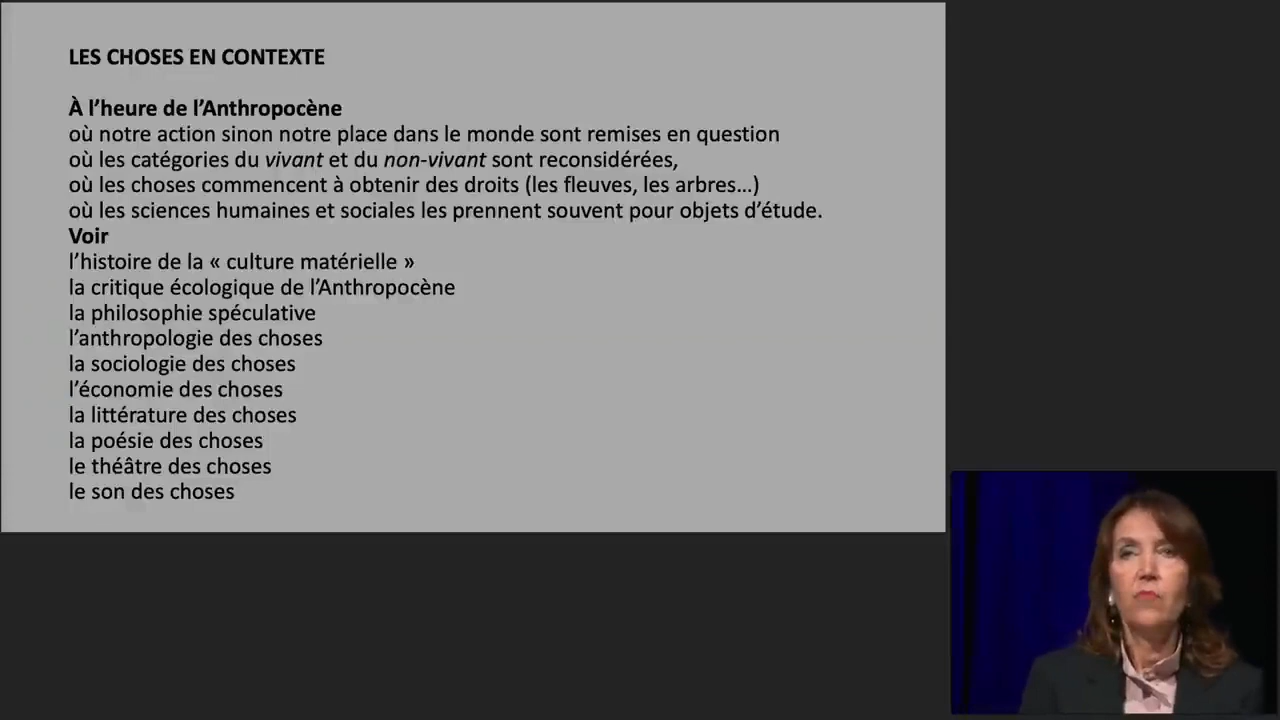 LES CHOSES EN CONTEXTE
À l’heure de l’Anthropocène
où notre action sinon notre place dans le monde sont remises en question
où les catégories du vivant et du non-vivant sont reconsidérées,
où les choses commencent à obtenir des droits (les fleuves, les arbres…)
où les sciences humaines et sociales les prennent souvent pour objets d’étude.
Voir
l’histoire de la « culture matérielle »
la critique écologique de l’Anthropocène
la philosophie spéculative
l’anthropologie des choses
la sociologie des choses
l’économie des choses
la littérature des choses
la poésie des choses
le théâtre des choses
le son des choses